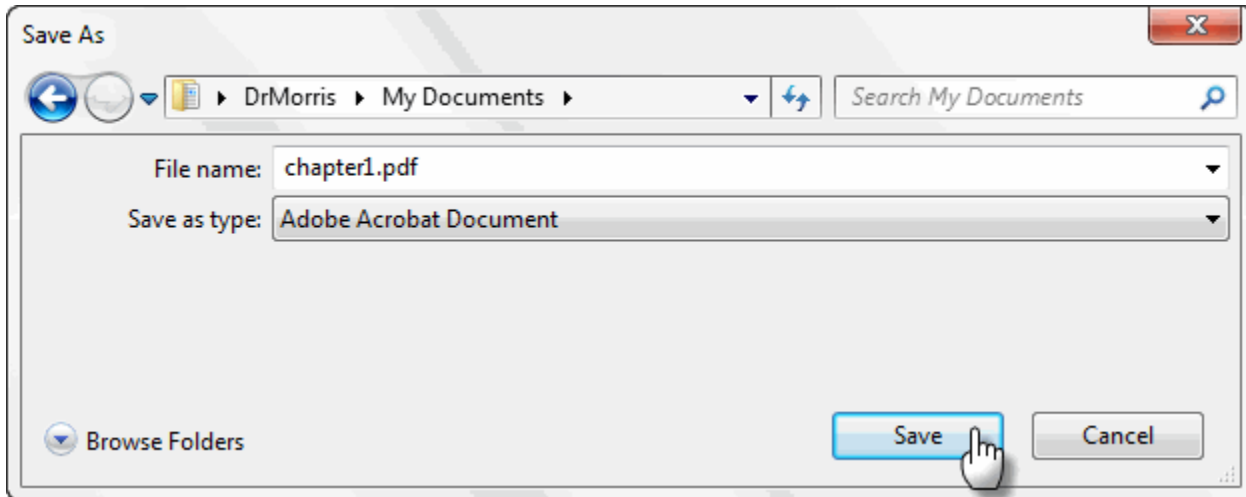 Save As
DrMorris My Documents Search My Documents
File name: chapter1.pdf
Save as type: Adobe Acrobat Document
Browse Folders Save Cancel